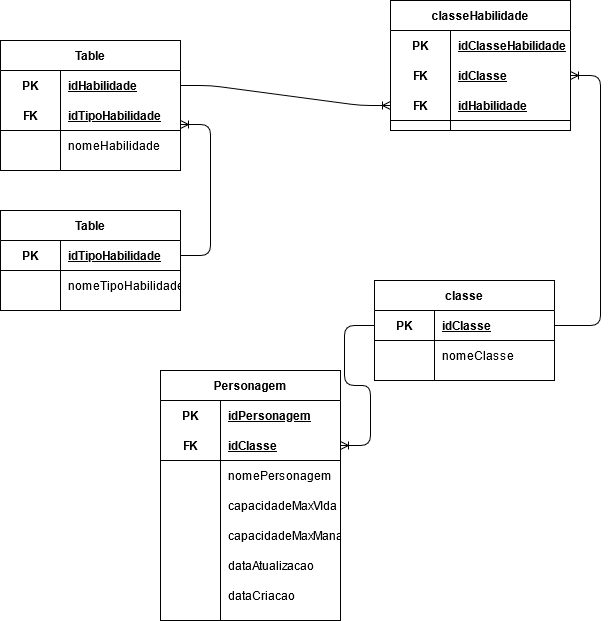 classeHabilidade
PK idClasseHabilidade
FK idClasse
FK idHabilidade
Table
PK idHabilidade
FK idTipoHabilidade
nomeHabilidade
Table
PK idTipoHabilidade
nomeTipoHabilidade
classe
PK idClasse
nomeClasse
Personagem
PK idPersonagem
FK idClasse
nomePersonagem
capacidadeMaxVIda
capacidadeMaxMana
dataAtualizacao
dataCriacao